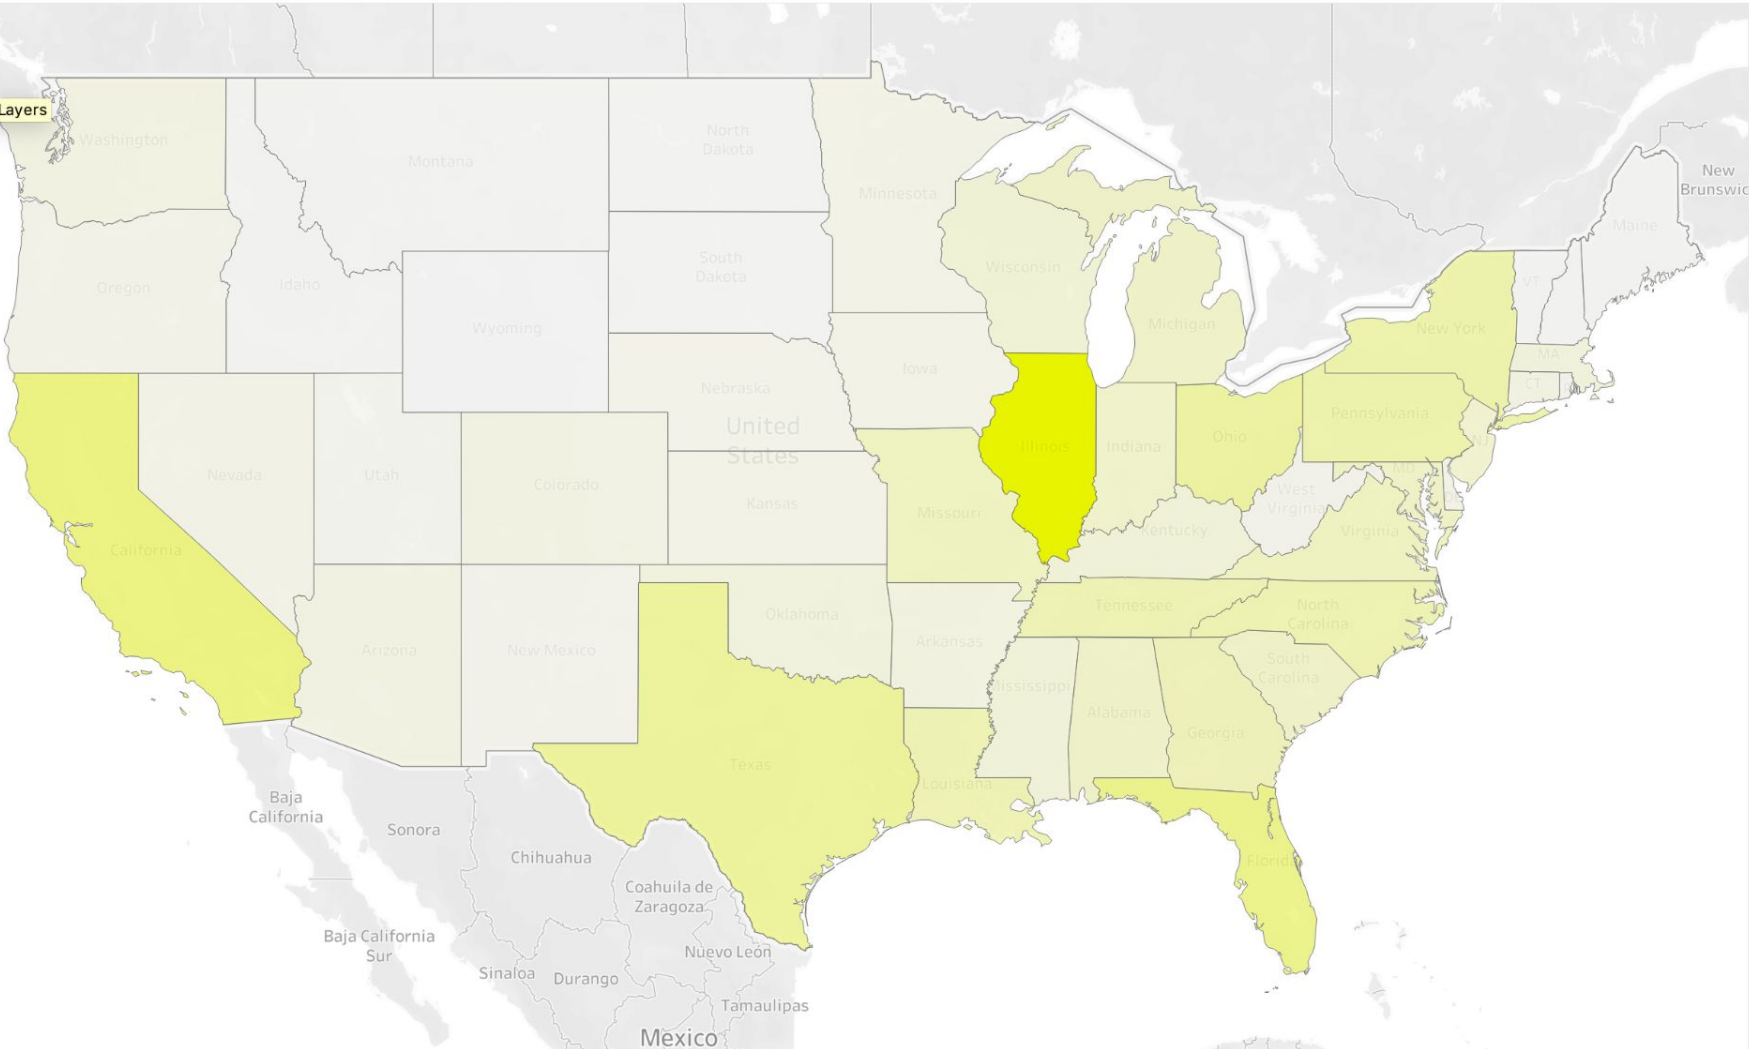 Layers
Washington
Montana
North
Dakota
Minnesota
New
Brunswic
Maine
Oregon
Idaho
South
Dakota
Wisconsin
VT
Wyoming
Michigan
New York
MA
Iowa
CT
Nebraska
Pennsylvania
United
States
Ohio
Illinois
Indiana
NJ
Nevada
Utah
Colorado
MD
Kansas
West
Virginia
Missouri
Kentucky
Virginia
California
Oklahoma
Tennessee
North
Carolina
Arizona
New Mexico
Arkansas
South
Carolina
Mississippi
Alabama
Georgia
Texas
Louisiana
Baja
California
Sonora
Chihuahua
Florida
Coahuila de
Zaragoza
Baja California
Sur
Nuevo León
Sinaloa
Durango
Tamaulipas
Mexico